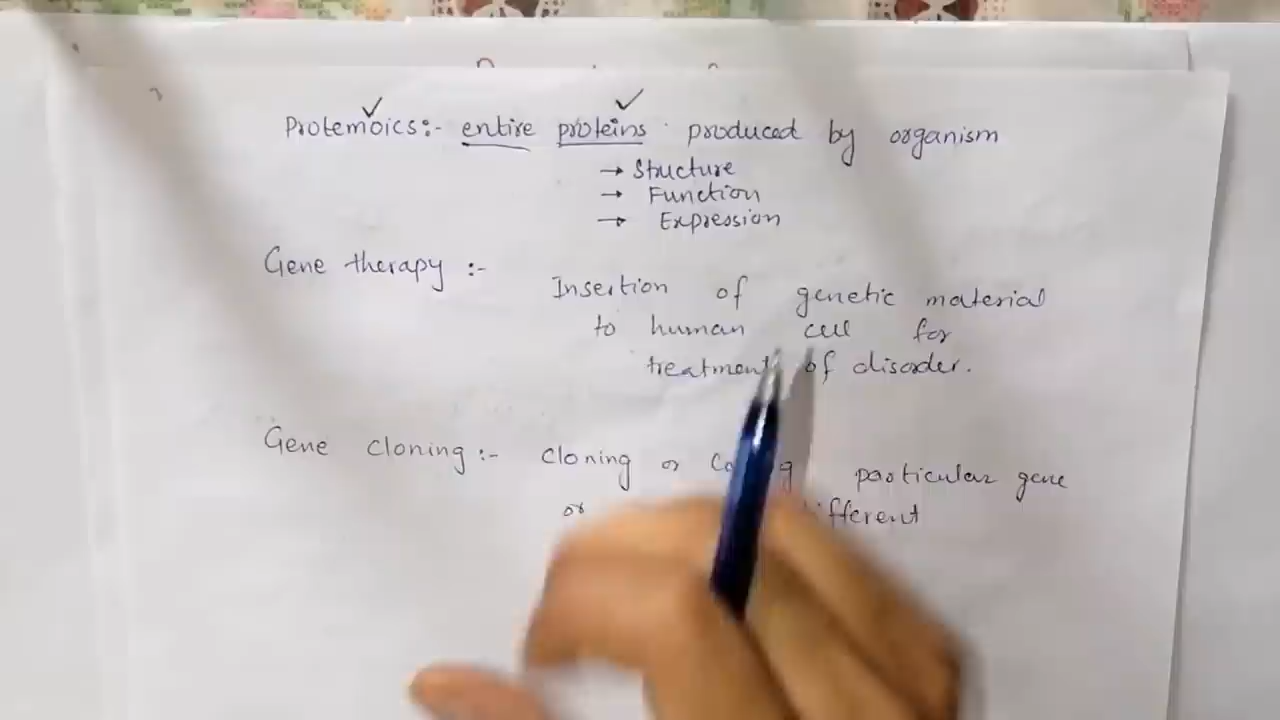 Protemoics:- entire proteins produced by organism
→ Structure
→ Function
→ Expression
Gene therapy :- Insertion of genetic material
to human cell for
treatment of disorder.
Gene cloning :- cloning or particular gene
or